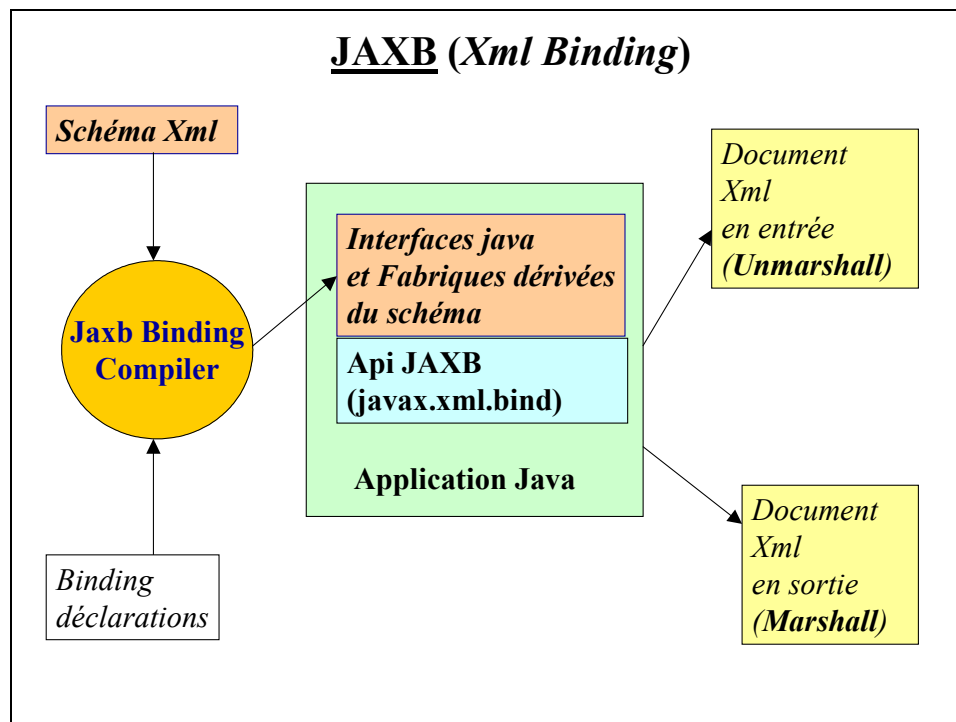 JAXB (Xml Binding)
Schéma Xml
Jaxb Binding
Compiler
Binding
déclarations
Interfaces java
et Fabriques dérivées
du schéma
Api JAXB
(javax.xml.bind)
Application Java
Document
Xml
en entrée
(Unmarshall)
Document
Xml
en sortie
(Marshall)